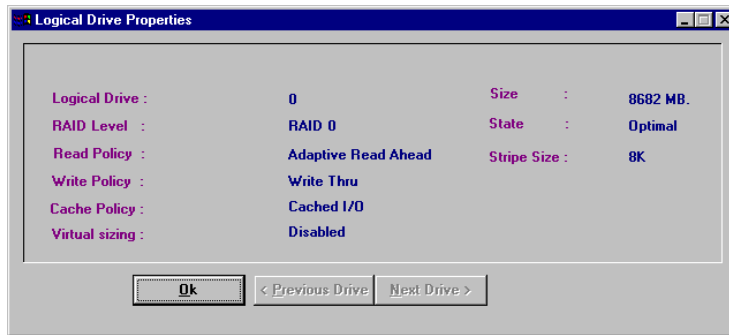 Logical Drive Properties
Logical Drive : 0 Size : 8682 MB.
RAID Level : RAID 0 State : Optimal
Read Policy : Adaptive Read Ahead Stripe Size : 8K
Write Policy : Write Thru
Cache Policy : Cached I/O
Virtual sizing : Disabled
Ok < Previous Drive Next Drive >